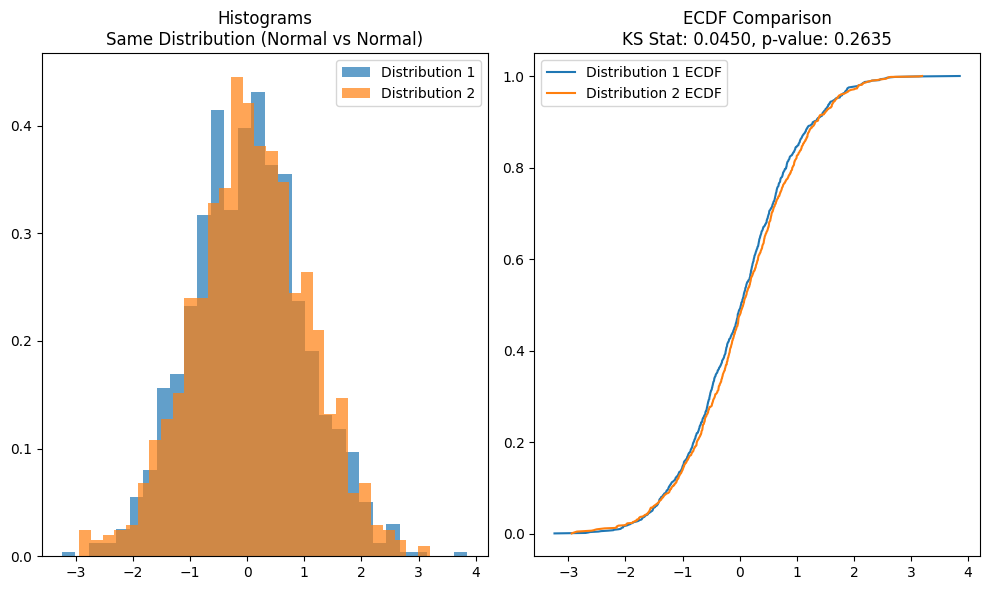 Histograms
Same Distribution (Normal vs Normal)
Distribution 1
Distribution 2
0.4
0.3
0.2
0.1
0.0
−3 −2 −1 0 1 2 3 4
ECDF Comparison
KS Stat: 0.0450, p-value: 0.2635
Distribution 1 ECDF
Distribution 2 ECDF
1.0
0.8
0.6
0.4
0.2
0.0
−3 −2 −1 0 1 2 3 4